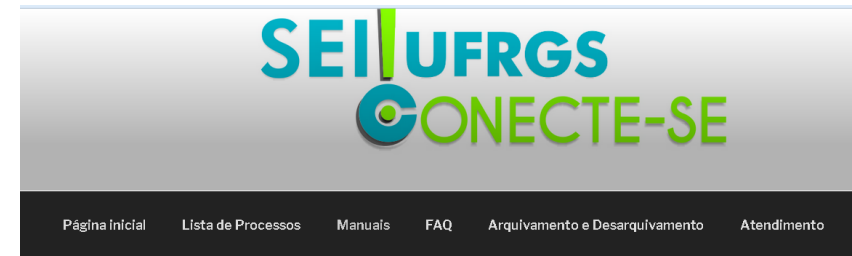 SEI! UFRGS
CONECTE-SE
Página inicial Lista de Processos Manuais FAQ Arquivamento e Desarquivamento Atendimento